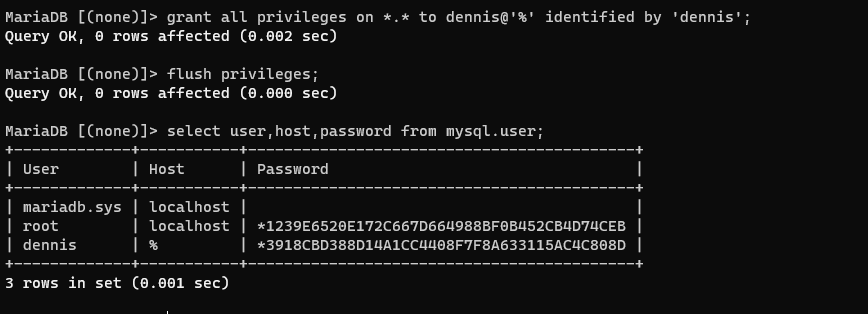 MariaDB [(none)]> grant all privileges on *.* to dennis@'%' identified by 'dennis';
Query OK, 0 rows affected (0.002 sec)
MariaDB [(none)]> flush privileges;
Query OK, 0 rows affected (0.000 sec)
MariaDB [(none)]> select user,host,password from mysql.user;
+-------------+-----------+-------------------------------------------+
| User        | Host      | Password                                  |
+-------------+-----------+-------------------------------------------+
| mariadb.sys | localhost |                                           |
| root        | localhost | *1239E6520E172C667D664988BF0B452CB4D74CEB |
| dennis      | %         | *3918CBD388D14A1CC4408F7F8A633115AC4C808D |
+-------------+-----------+-------------------------------------------+
3 rows in set (0.001 sec)